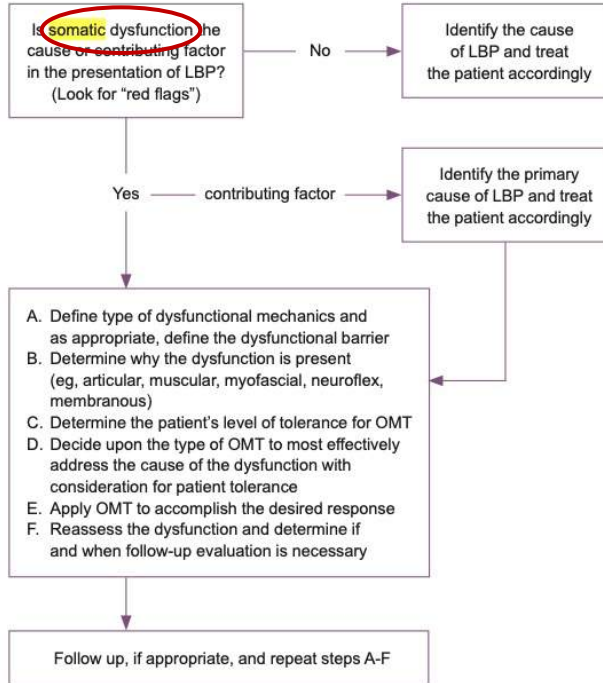 Is somatic dysfunction the
cause or contributing factor
in the presentation of LBP?
(Look for “red flags”)
No
Identify the cause
of LBP and treat
the patient accordingly
Yes
contributing factor
Identify the primary
cause of LBP and treat
the patient accordingly
A. Define type of dysfunctional mechanics and
as appropriate, define the dysfunctional barrier
B. Determine why the dysfunction is present
(eg, articular, muscular, myofascial, neuroflex,
membranous)
C. Determine the patient’s level of tolerance for OMT
D. Decide upon the type of OMT to most effectively
address the cause of the dysfunction with
consideration for patient tolerance
E. Apply OMT to accomplish the desired response
F. Reassess the dysfunction and determine if
and when follow-up evaluation is necessary
Follow up, if appropriate, and repeat steps A-F